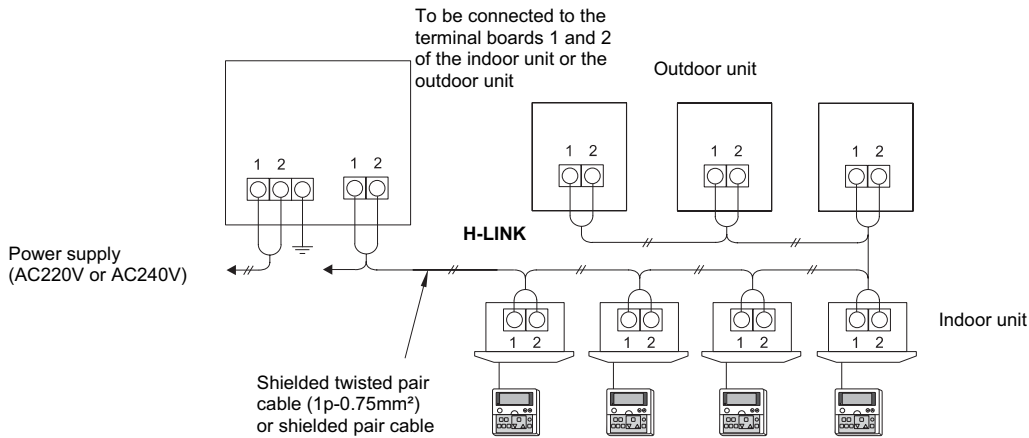 To be connected to the
terminal boards 1 and 2
of the indoor unit or the
outdoor unit
Outdoor unit
1 2
1 2
1 2
1 2
1 2
H-LINK
Power supply
(AC220V or AC240V)
1 2
1 2
1 2
1 2
Indoor unit
Shielded twisted pair
cable (1p-0.75mm²)
or shielded pair cable